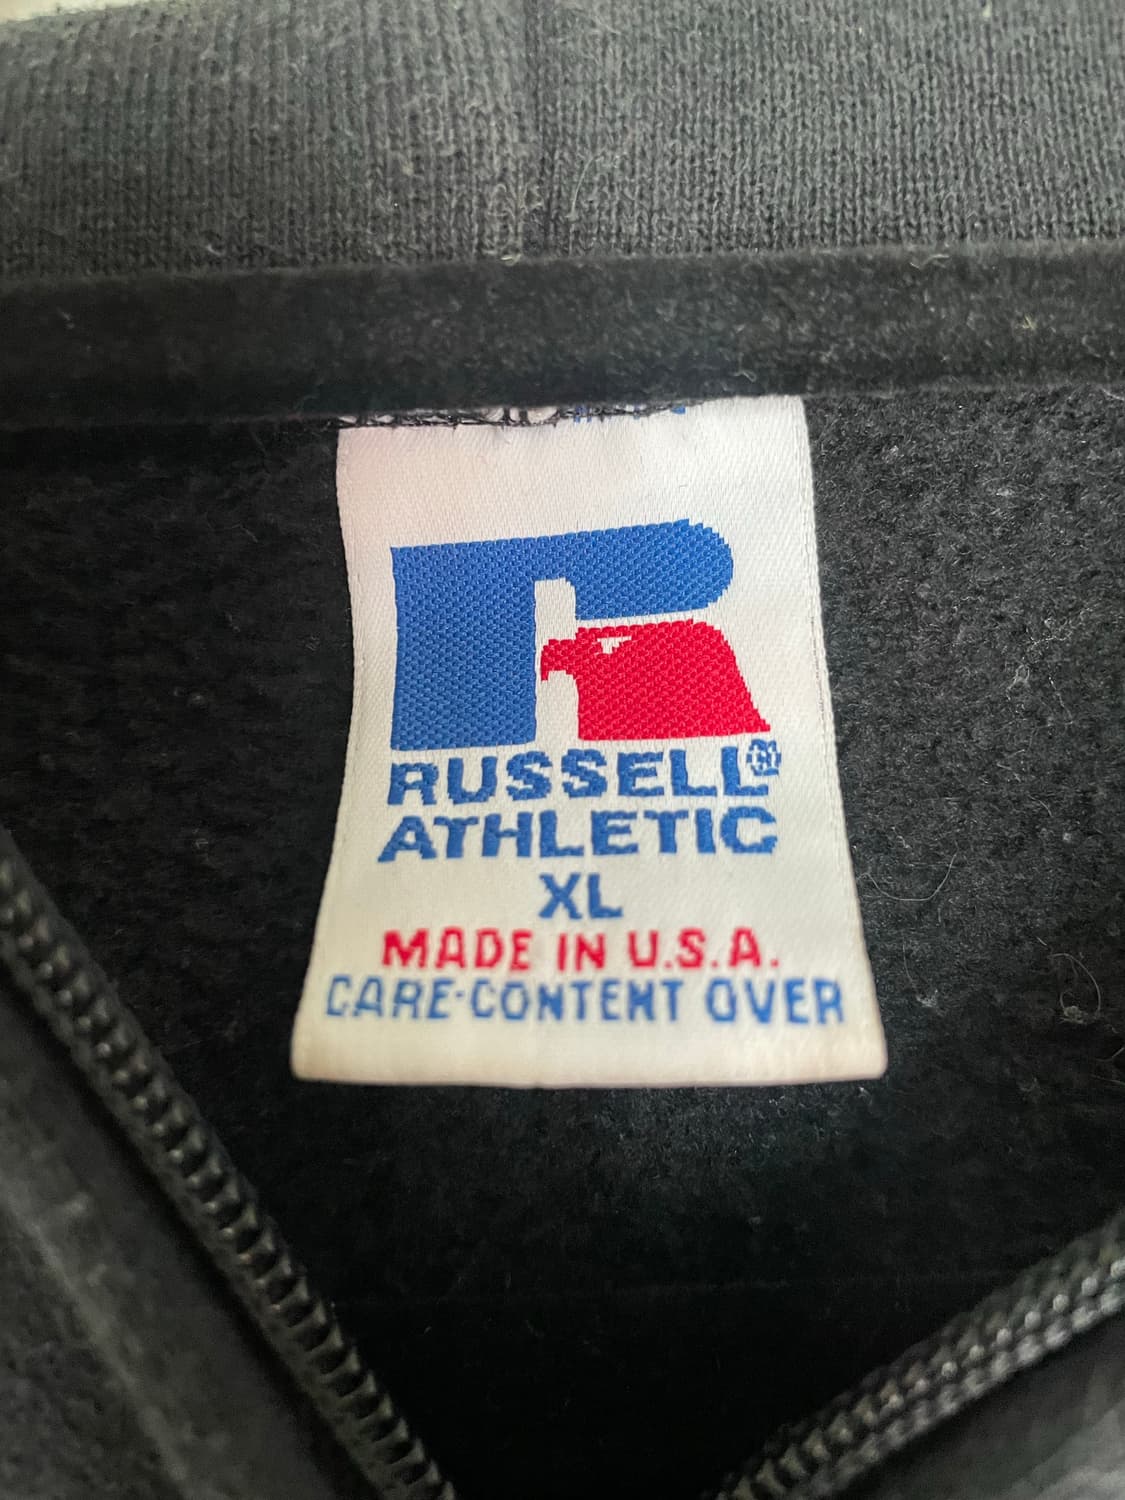 RUSSELL®
ATHLETIC
XL
MADE IN U.S.A.
CARE-CONTENT OVER